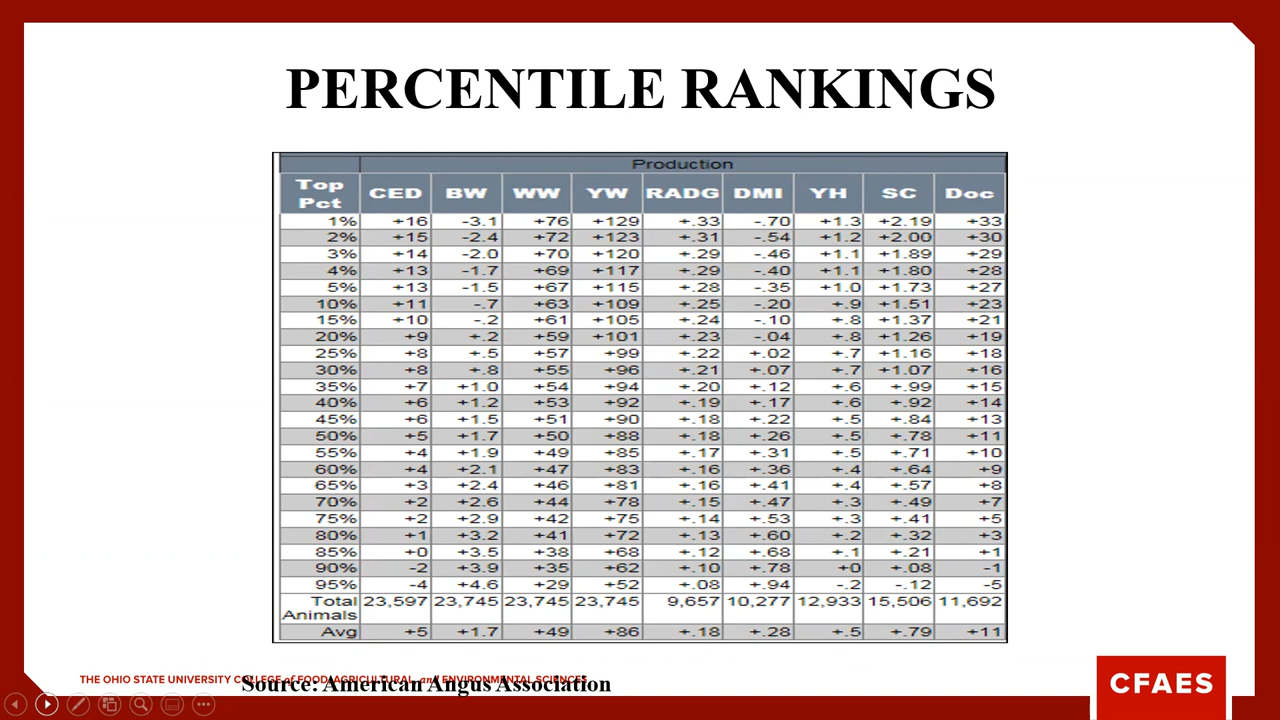 PERCENTILE RANKINGS
Production
Top Pct CED BW WW YW RADG DMI YH SC Doc
1% +16 -3.1 +76 +129 +.33 -.70 +1.3 +2.19 +33
2% +15 -2.4 +72 +123 +.31 -.54 +1.2 +2.00 +30
3% +14 -2.0 +70 +120 +.29 -.46 +1.1 +1.89 +29
4% +13 -1.7 +69 +117 +.29 -.40 +1.1 +1.80 +28
5% +13 -1.5 +67 +115 +.28 -.35 +1.0 +1.73 +27
10% +11 -.7 +63 +109 +.25 -.20 +.9 +1.51 +23
15% +10 -.2 +61 +105 +.24 -.10 +.8 +1.37 +21
20% +9 +.2 +59 +101 +.23 -.04 +.8 +1.26 +19
25% +8 +.5 +57 +99 +.22 +.02 +.7 +1.16 +18
30% +8 +.8 +55 +96 +.21 +.07 +.7 +1.07 +16
35% +7 +1.0 +54 +94 +.20 +.12 +.6 +.99 +15
40% +6 +1.2 +53 +92 +.19 +.17 +.6 +.92 +14
45% +6 +1.5 +51 +90 +.18 +.22 +.5 +.84 +13
50% +5 +1.7 +50 +88 +.18 +.26 +.5 +.78 +11
55% +4 +1.9 +49 +85 +.17 +.31 +.5 +.71 +10
60% +4 +2.1 +47 +83 +.16 +.36 +.4 +.64 +9
65% +3 +2.4 +46 +81 +.16 +.41 +.4 +.57 +8
70% +2 +2.6 +44 +78 +.15 +.47 +.3 +.49 +7
75% +2 +2.9 +42 +75 +.14 +.53 +.3 +.41 +5
80% +1 +3.2 +41 +72 +.13 +.60 +.2 +.32 +3
85% +0 +3.5 +38 +68 +.12 +.68 +.1 +.21 +1
90% -2 +3.9 +35 +62 +.10 +.78 +0 +.08 -1
95% -4 +4.6 +29 +52 +.08 +.94 -.2 -.12 -5
Total Animals 23,597 23,745 23,745 23,745 9,657 10,277 12,933 15,506 11,692
Avg +5 +1.7 +49 +86 +.18 +.28 +.5 +.79 +11
THE OHIO STATE UNIVERSITY COLLEGE of FOOD, AGRICULTURAL, and ENVIRONMENTAL SCIENCES
Source: American Angus Association
CFAES